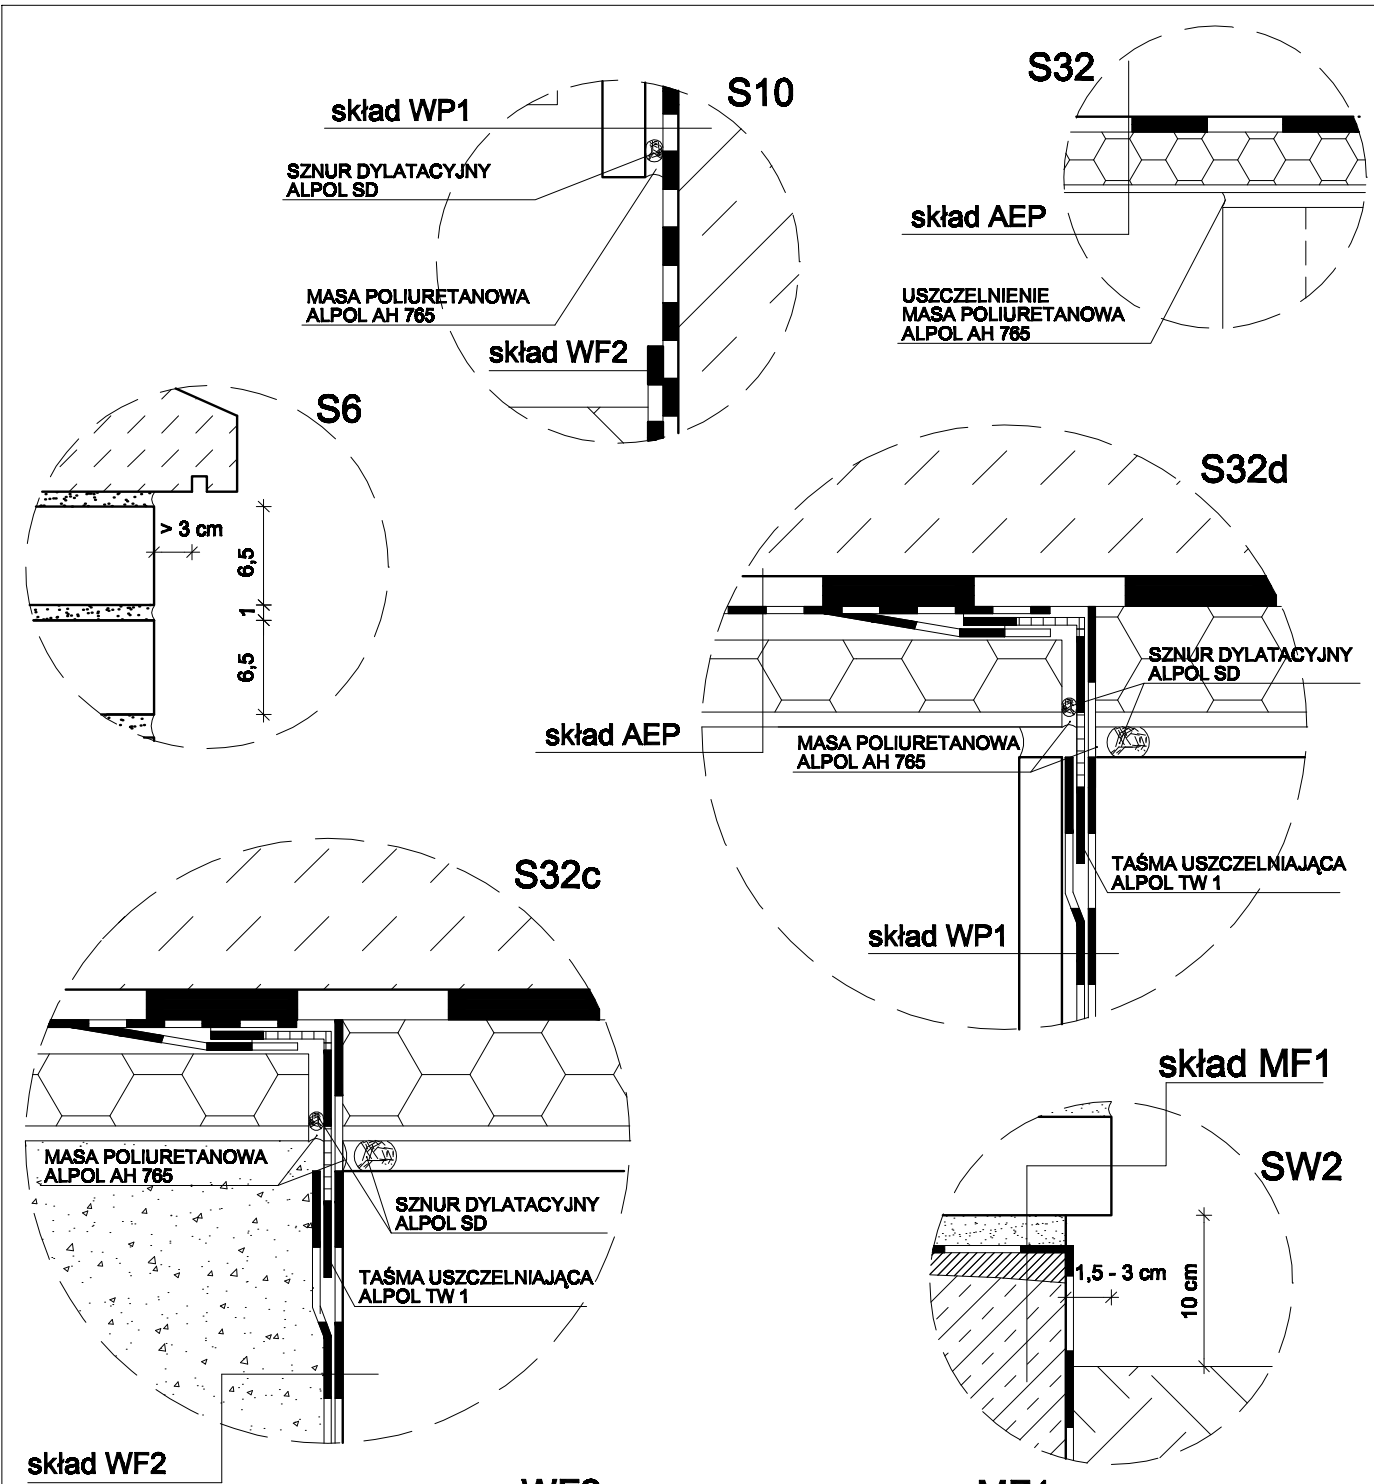 S10
skład WP1
SZNUR DYLATACYJNY
ALPOL SD
MASA POLIURETANOWA
ALPOL AH 765
skład WF2
S32
skład AEP
USZCZELNIENIE
MASA POLIURETANOWA
ALPOL AH 765
S6
> 3 cm
6,5
1
6,5
S32d
SZNUR DYLATACYJNY
ALPOL SD
skład AEP
MASA POLIURETANOWA
ALPOL AH 765
TAŚMA USZCZELNIAJĄCA
ALPOL TW 1
skład WP1
S32c
MASA POLIURETANOWA
ALPOL AH 765
SZNUR DYLATACYJNY
ALPOL SD
TAŚMA USZCZELNIAJĄCA
ALPOL TW 1
skład WF2
skład MF1
SW2
1,5 - 3 cm
10 cm